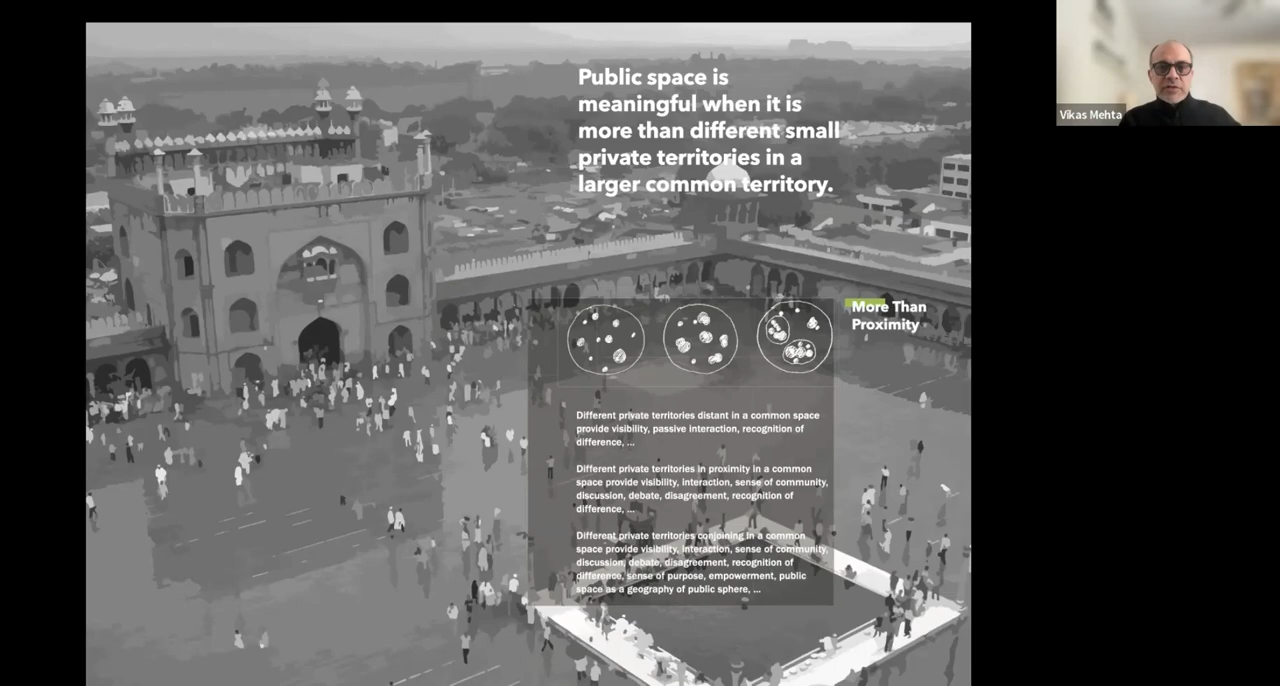 Public space is
meaningful when it is
more than different small
private territories in a
larger common territory.
More Than
Proximity
Different private territories distant in a common space
provide visibility, passive interaction, recognition of
difference, ...
Different private territories in proximity in a common
space provide visibility, interaction, sense of community,
discussion, debate, disagreement, recognition of
difference, ...
Different private territories conjoining in a common
space provide visibility, interaction, sense of community,
discussion, debate, disagreement, recognition of
difference, sense of purpose, empowerment, public
space as a geography of public sphere, ...
Vikas Mehta